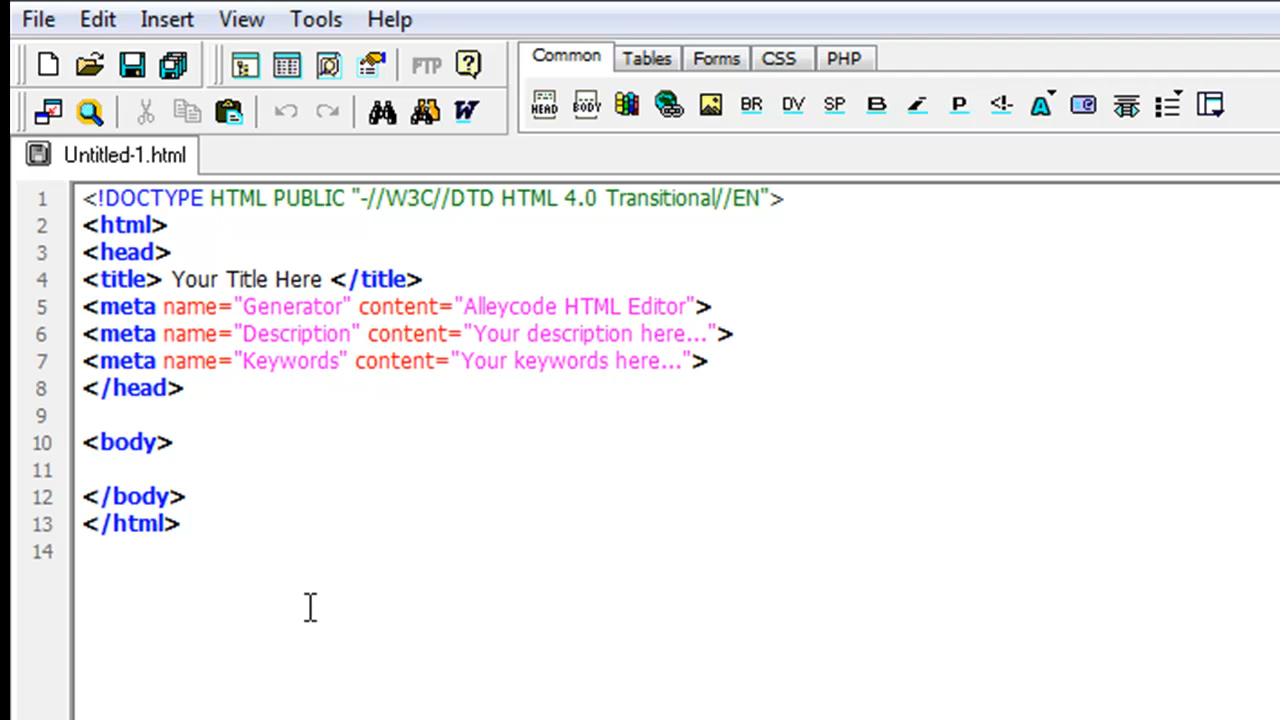 File Edit Insert View Tools Help
Common Tables Forms CSS PHP
FTP
HEAD BODY BR DV SP B P <!- A
W
Untitled-1.html
1 <!DOCTYPE HTML PUBLIC "-//W3C//DTD HTML 4.0 Transitional//EN">
2 <html>
3 <head>
4 <title> Your Title Here </title>
5 <meta name="Generator" content="Alleycode HTML Editor">
6 <meta name="Description" content="Your description here...">
7 <meta name="Keywords" content="Your keywords here...">
8 </head>
9
10 <body>
11
12 </body>
13 </html>
14